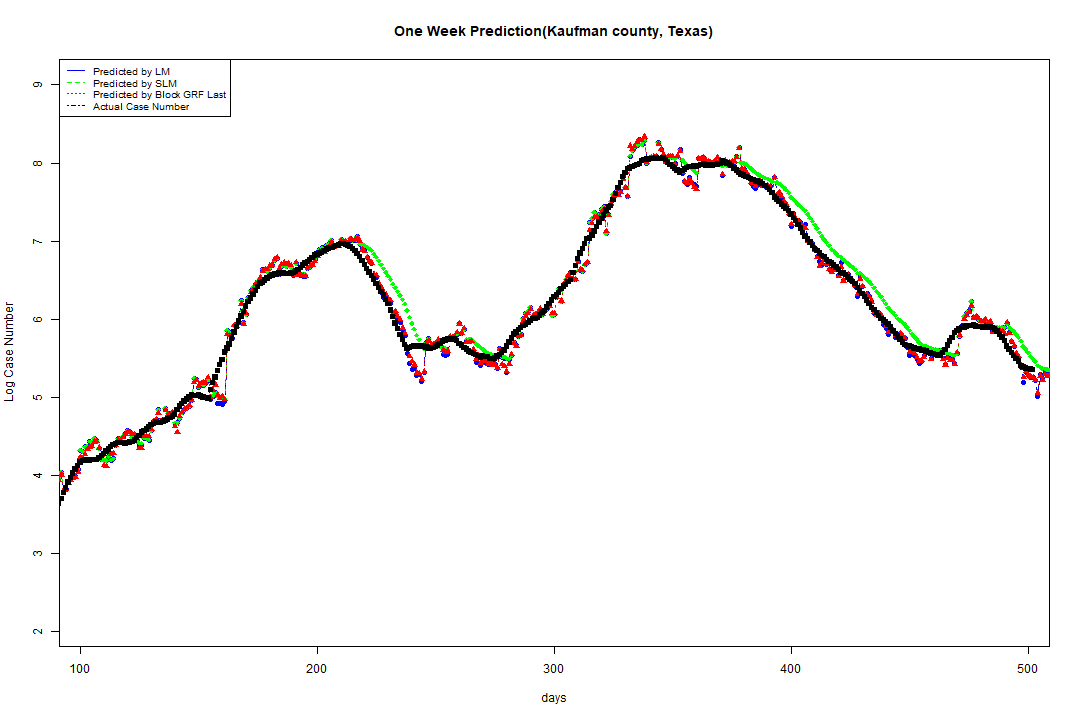 One Week Prediction(Kaufman county, Texas)
Predicted by LM
Predicted by SLM
Predicted by Block GRF Last
Actual Case Number
9
8
7
6
5
4
3
2
Log Case Number
100 200 300 400 500
days